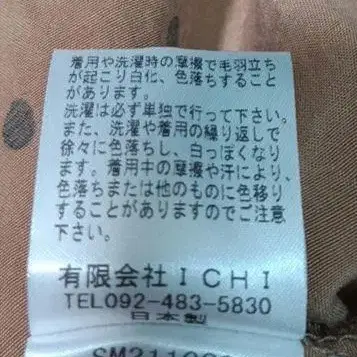 着用や洗濯時の摩擦で毛羽立ち
が起こり白化、色落ちすること
があります。
洗濯は必ず単独で行って下さい。
また、洗濯や着用の繰り返しで
徐々に色落ちし、白っぽくなり
ます。着用中の摩擦や汗により、
色落ちまたは他のものに色移り
することがありますのでご注意
下さい。
有限会社ＩＣＨＩ
TEL092-483-5830
日本製